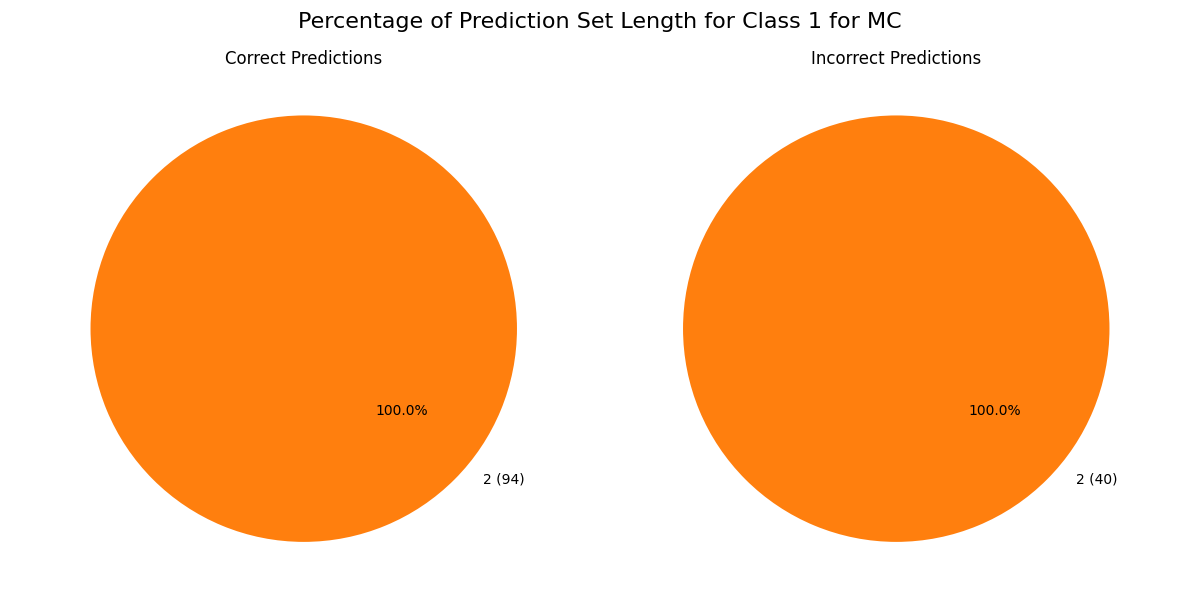 Percentage of Prediction Set Length for Class 1 for MC
Correct Predictions
Incorrect Predictions
100.0%
2 (94)
100.0%
2 (40)